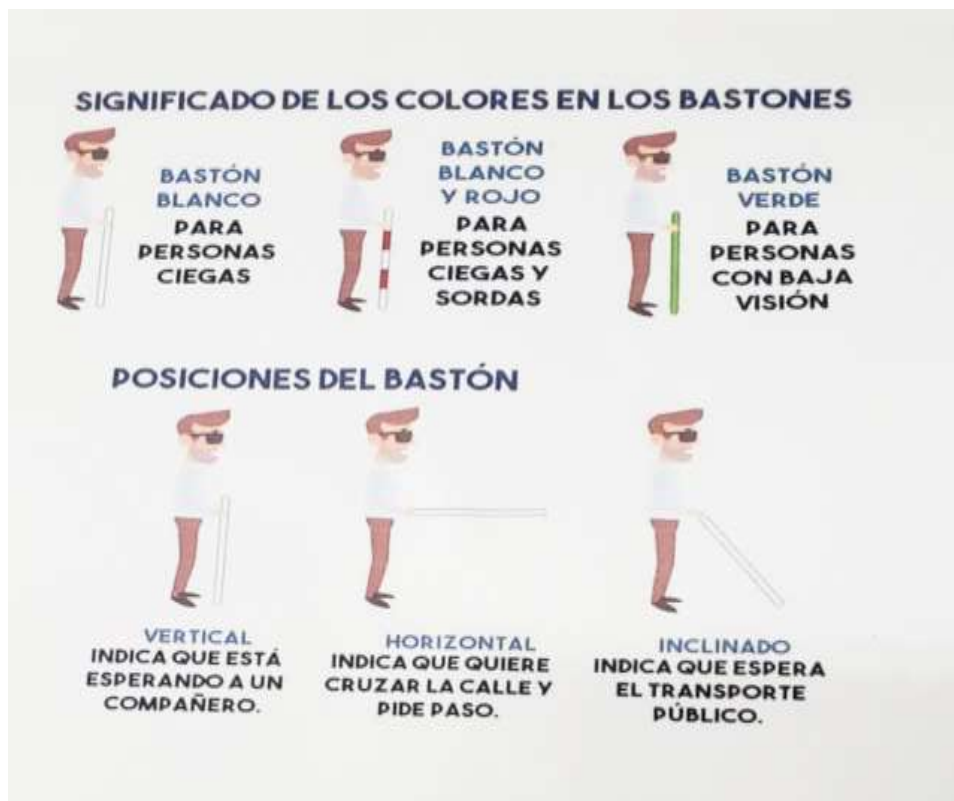 SIGNIFICADO DE LOS COLORES EN LOS BASTONES
BASTÓN
BLANCO
PARA
PERSONAS
CIEGAS
BASTÓN
BLANCO
Y ROJO
PARA
PERSONAS
CIEGAS Y
SORDAS
BASTÓN
VERDE
PARA
PERSONAS
CON BAJA
VISIÓN
POSICIONES DEL BASTÓN
VERTICAL
INDICA QUE ESTÁ
ESPERANDO A UN
COMPAÑERO.
HORIZONTAL
INDICA QUE QUIERE
CRUZAR LA CALLE Y
PIDE PASO.
INCLINADO
INDICA QUE ESPERA
EL TRANSPORTE
PÚBLICO.